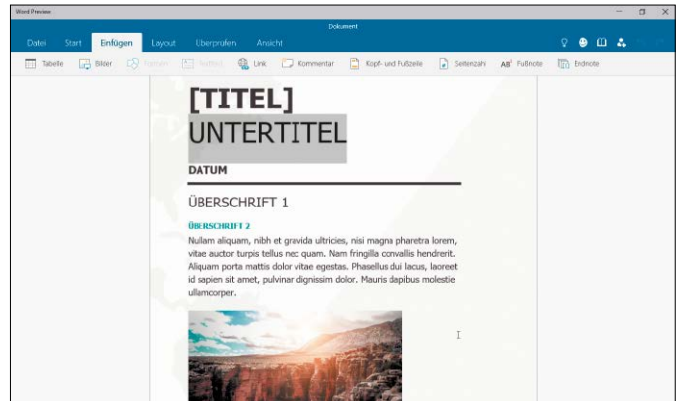 Word Preview
Dokument
Datei Start Einfügen Layout Überprüfen Ansicht
Tabelle Bilder Formen Textfeld Link Kommentar Kopf- und Fußzeile Seitenzahl AB¹ Fußnote Endnote
[TITEL]
UNTERTITEL
DATUM
ÜBERSCHRIFT 1
ÜBERSCHRIFT 2
Nullam aliquam, nibh et gravida ultricies, nisi magna pharetra lorem,
vitae auctor turpis tellus nec quam. Nam fringilla convallis hendrerit.
Aliquam porta mattis dolor vitae egestas. Phasellus dui lacus, laoreet
id sapien sit amet, pulvinar dignissim dolor. Mauris dapibus molestie
ullamcorper.